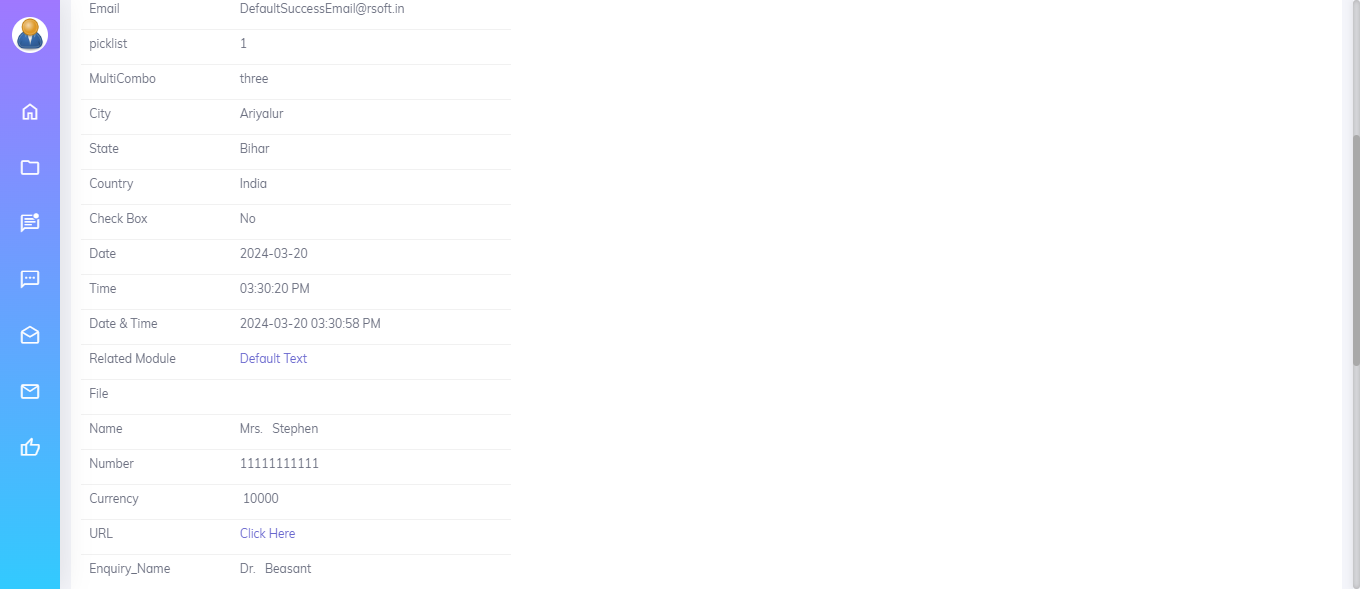 Email DefaultSuccessEmail@rsoft.in
picklist 1
MultiCombo three
City Ariyalur
State Bihar
Country India
Check Box No
Date 2024-03-20
Time 03:30:20 PM
Date & Time 2024-03-20 03:30:58 PM
Related Module Default Text
File
Name Mrs. Stephen
Number 11111111111
Currency 10000
URL Click Here
Enquiry_Name Dr. Beasant